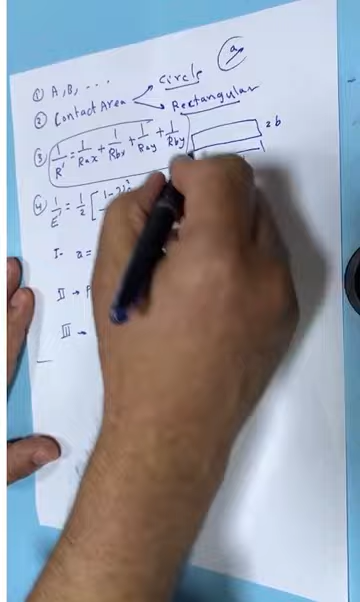 a
① A, B, ...
Circle
② Contact Area
Rectangular
2b
③ 1/R' = 1/Rax + 1/Rbx + 1/Ray + 1/Rby
④ 1/E' = 1/2 [ 1-
I- a =
II → P
III →